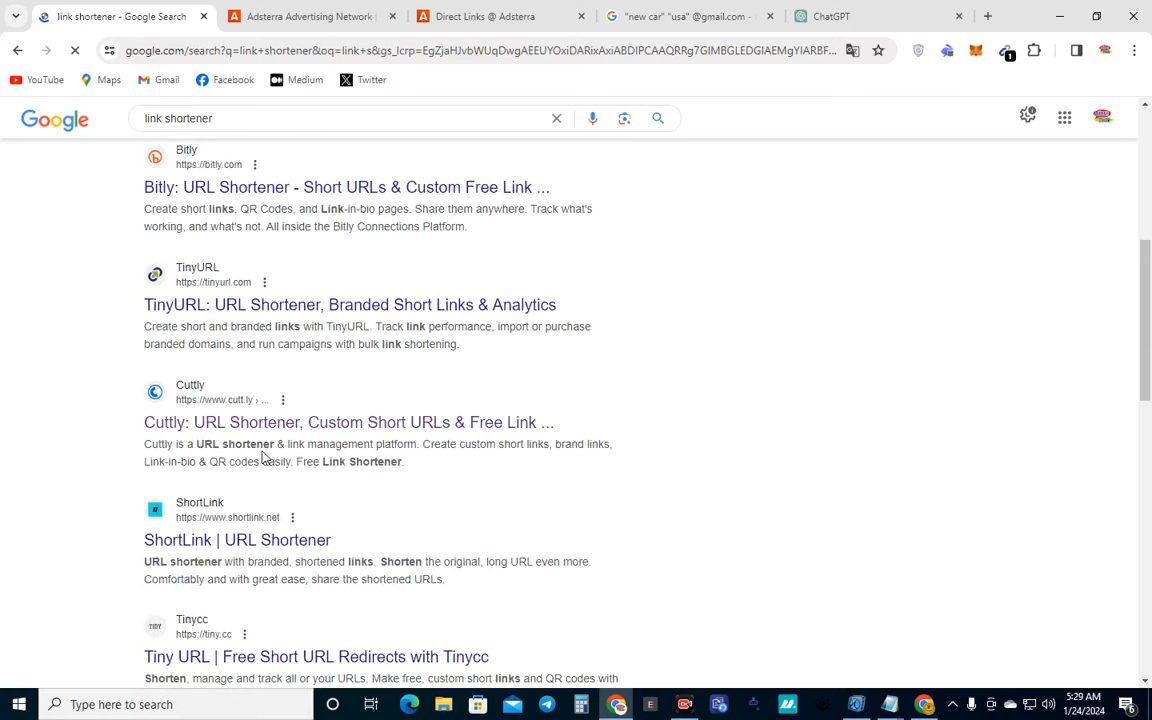 link shortener - Google Search
Adsterra Advertising Network
Direct Links @ Adsterra
"new car" "usa" @gmail.com -
ChatGPT
google.com/search?q=link+shortener&oq=link+s&gs_lcrp=EgZjaHJvbWUqDwgAEEUYOxiDARixAxiABDIPCAAQRRg7GIMBGLEDGIAEMgYIARBF...
1
YouTube
Maps
Gmail
Facebook
Medium
Twitter
Google
link shortener
Bitly
https://bitly.com
Bitly: URL Shortener - Short URLs & Custom Free Link ...
Create short links, QR Codes, and Link-in-bio pages. Share them anywhere. Track what's
working, and what's not. All inside the Bitly Connections Platform.
TinyURL
https://tinyurl.com
TinyURL: URL Shortener, Branded Short Links & Analytics
Create short and branded links with TinyURL. Track link performance, import or purchase
branded domains, and run campaigns with bulk link shortening.
Cuttly
https://www.cutt.ly › ...
Cuttly: URL Shortener, Custom Short URLs & Free Link ...
Cuttly is a URL shortener & link management platform. Create custom short links, brand links,
Link-in-bio & QR codes easily. Free Link Shortener.
ShortLink
https://www.shortlink.net
ShortLink | URL Shortener
URL shortener with branded, shortened links. Shorten the original, long URL even more.
Comfortably and with great ease, share the shortened URLs.
Tinycc
https://tiny.cc
Tiny URL | Free Short URL Redirects with Tinycc
Shorten, manage and track all or your URLs. Make free, custom short links and QR codes with
Type here to search
5:29 AM
1/24/2024
6